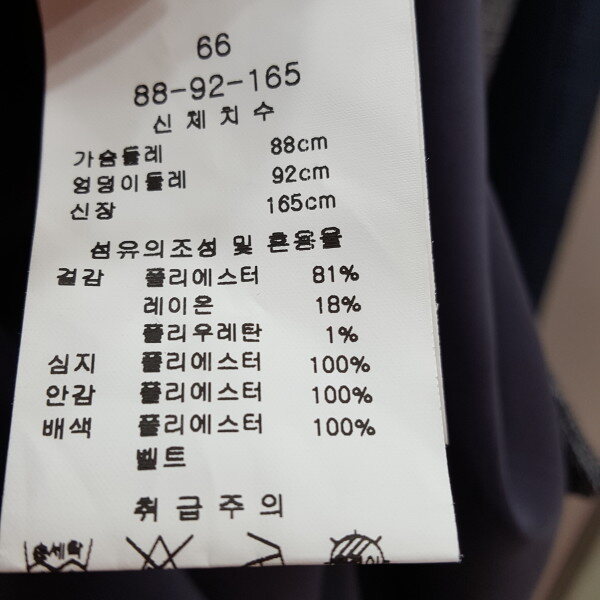 66
88-92-165
신체치수
가슴둘레 88cm
엉덩이둘레 92cm
신장 165cm
섬유의조성 및 혼용율
겉감 폴리에스터 81%
레이온 18%
폴리우레탄 1%
심지 폴리에스터 100%
안감 폴리에스터 100%
배색 폴리에스터 100%
벨트
취급주의
손세탁